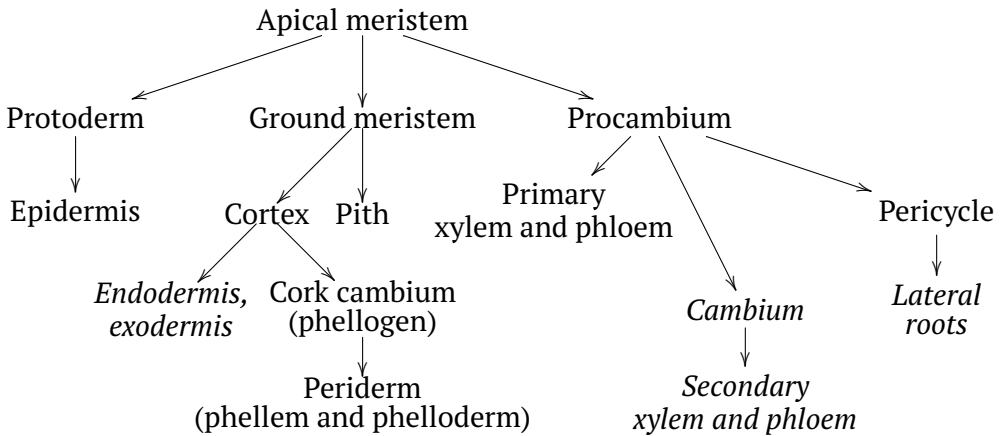 Apical meristem
Protoderm
Ground meristem
Procambium
Epidermis
Cortex
Pith
Primary
xylem and phloem
Pericycle
Endodermis,
exodermis
Cork cambium
(phellogen)
Cambium
Lateral
roots
Periderm
(phellem and phelloderm)
Secondary
xylem and phloem